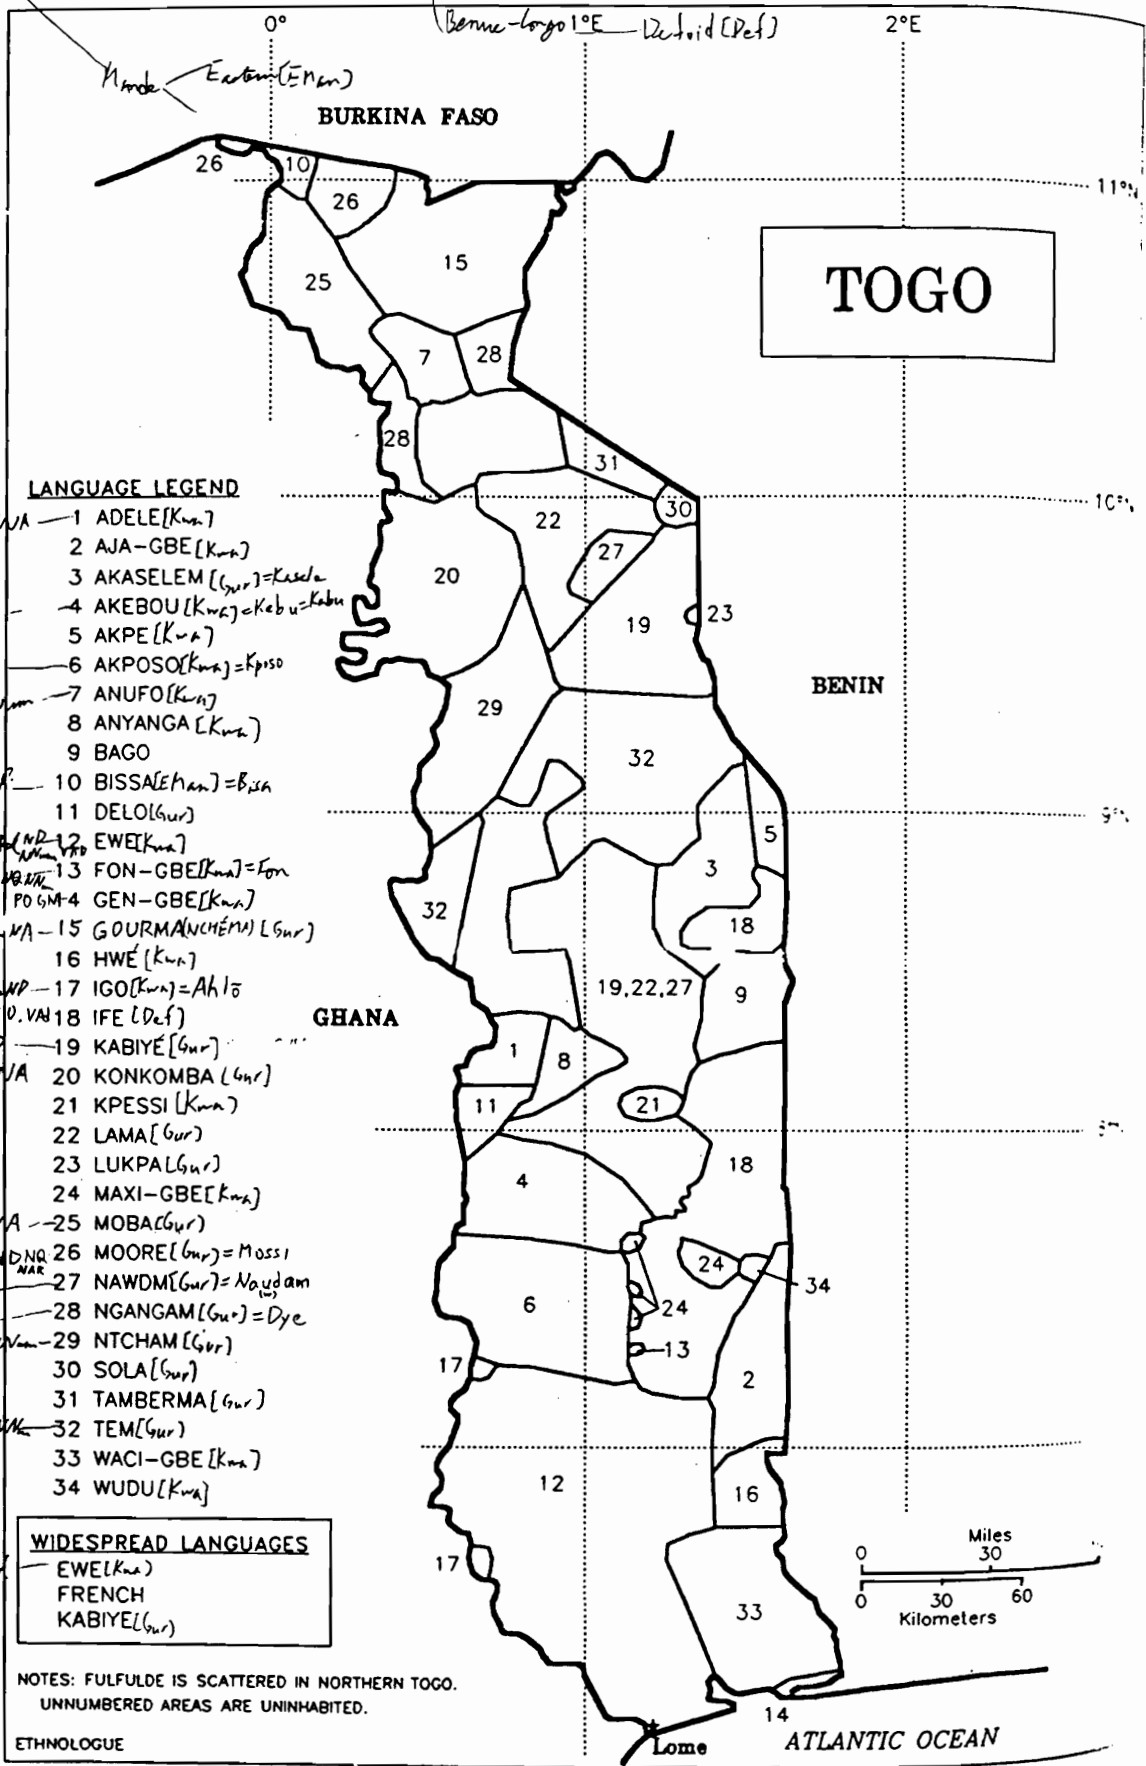 0° Benue-Congo 1°E Defoid [Def] 2°E
Mande Eastern [EMan]
BURKINA FASO
26 10
26
11°N
TOGO
15
25
7 28
28
31
LANGUAGE LEGEND
10°N
NA 1 ADELE [Kwa]
2 AJA-GBE [Kwa]
3 AKASELEM [Gur] = Kasele
4 AKEBOU [Kwa] = Kebu = Kabu
5 AKPE [Kwa]
6 AKPOSO [Kwa] = Kposo
7 ANUFO [Kwa]
8 ANYANGA [Kwa]
9 BAGO
10 BISSA [EMan] = Bisa
11 DELO [Gur]
12 EWE [Kwa]
13 FON-GBE [Kwa] = Fon
4 GEN-GBE [Kwa]
NA 15 GOURMA(NCHÉMA) [Gur]
16 HWÉ [Kwa]
17 IGO [Kwa] = Ahlõ
18 IFE [Def]
19 KABIYÉ [Gur]
20 KONKOMBA [Gur]
21 KPESSI [Kwa]
22 LAMA [Gur]
23 LUKPA [Gur]
24 MAXI-GBE [Kwa]
25 MOBA [Gur]
26 MOORE [Gur] = Mossi
27 NAWDM [Gur] = Naudam (w)
28 NGANGAM [Gur] = Dye
29 NTCHAM [Gur]
30 SOLA [Gur]
31 TAMBERMA [Gur]
32 TEM [Gur]
33 WACI-GBE [Kwa]
34 WUDU [Kwa]
WIDESPREAD LANGUAGES
EWE [Kwa]
FRENCH
KABIYE [Gur]
NOTES: FULFULDE IS SCATTERED IN NORTHERN TOGO.
UNNUMBERED AREAS ARE UNINHABITED.
ETHNOLOGUE
30
22
27
20
23
19
BENIN
29
32
9°
5
3
32
18
19,22,27
9
GHANA
1
8
21
11
18
4
24
34
6
24
17
13
2
12
16
17
Miles
0 30
0 30 60
Kilometers
33
14
Lome
ATLANTIC OCEAN